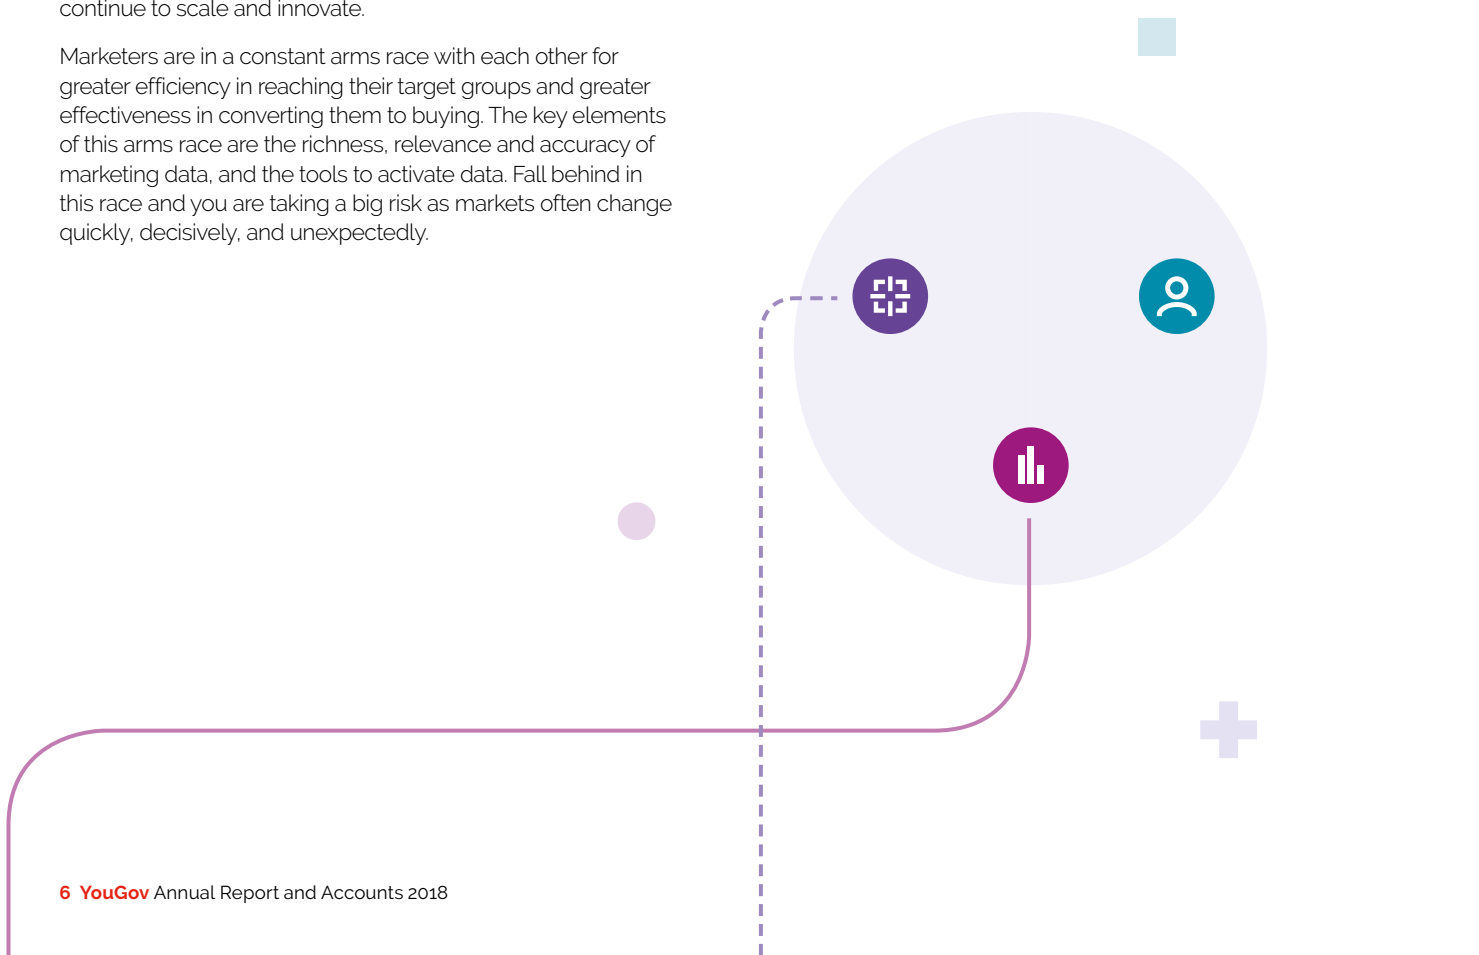 continue to scale and innovate.
Marketers are in a constant arms race with each other for
greater efficiency in reaching their target groups and greater
effectiveness in converting them to buying. The key elements
of this arms race are the richness, relevance and accuracy of
marketing data, and the tools to activate data. Fall behind in
this race and you are taking a big risk as markets often change
quickly, decisively, and unexpectedly.
6 YouGov Annual Report and Accounts 2018